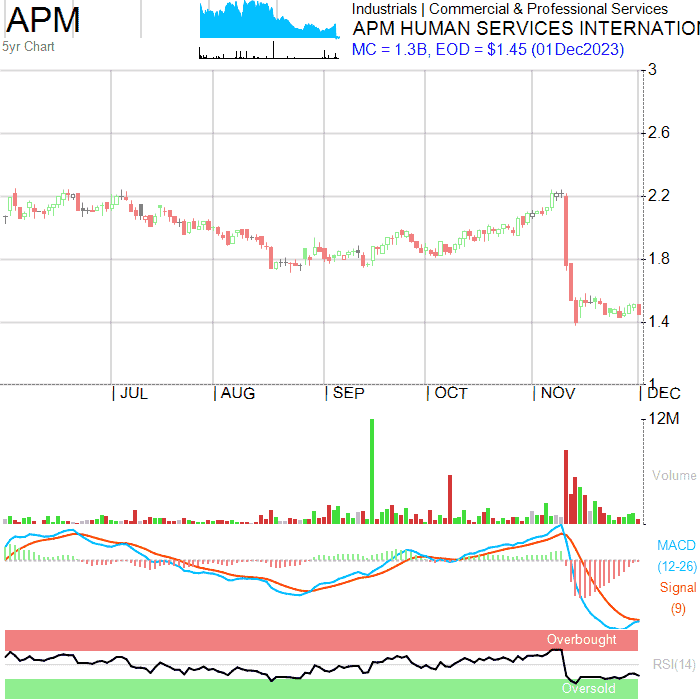 APM
5yr Chart
Industrials | Commercial & Professional Services
APM HUMAN SERVICES INTERNATIO
MC = 1.3B, EOD = $1.45 (01Dec2023)
3
2.6
2.2
1.8
1.4
1
| JUL | AUG | SEP | OCT | NOV | DEC
12M
Volume
MACD
(12-26)
Signal
(9)
Overbought
RSI(14)
Oversold